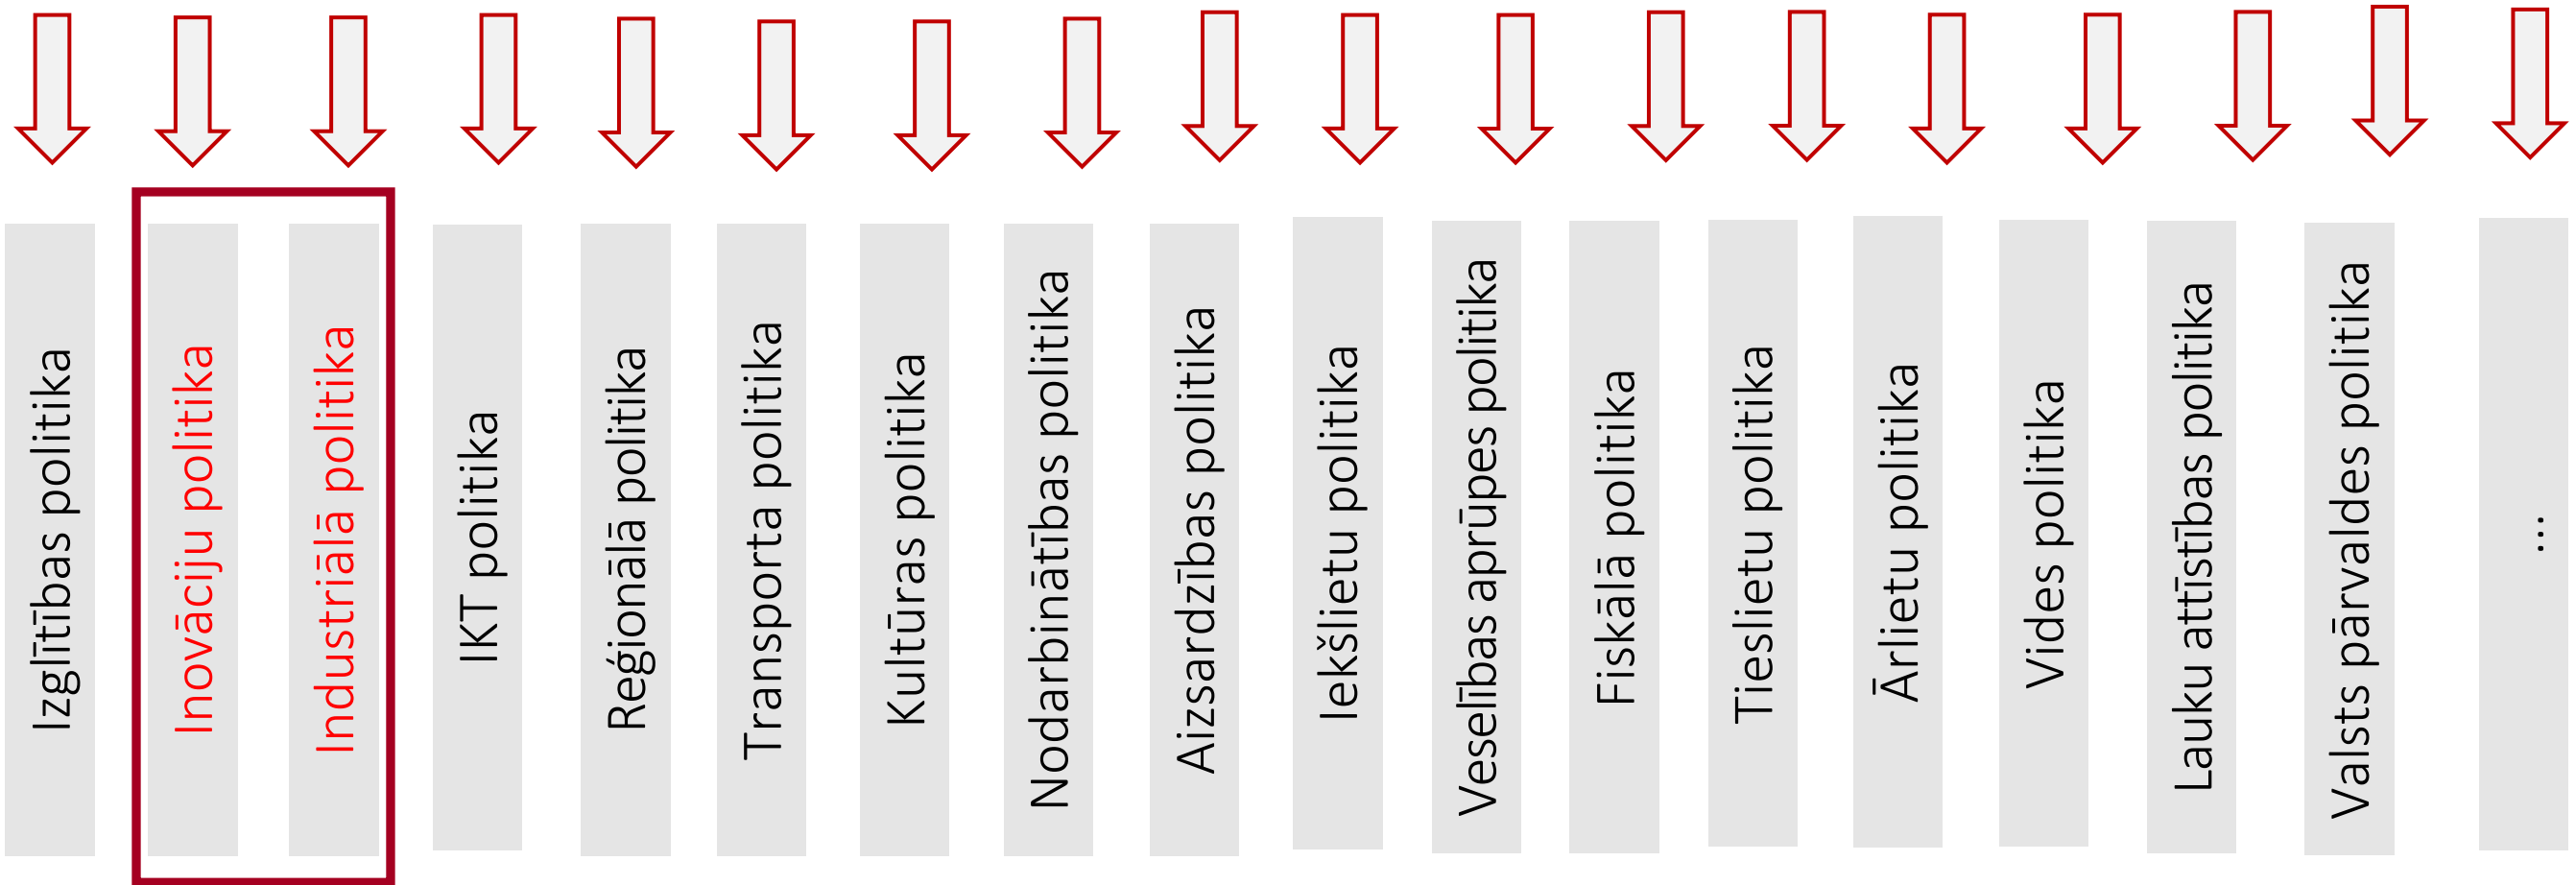 Izglītības politika
Inovāciju politika
Industriālā politika
IKT politika
Reģionālā politika
Transporta politika
Kultūras politika
Nodarbinātības politika
Aizsardzības politika
Iekšlietu politika
Veselības aprūpes politika
Fiskālā politika
Tieslietu politika
Ārlietu politika
Vides politika
Lauku attīstības politika
Valsts pārvaldes politika
...